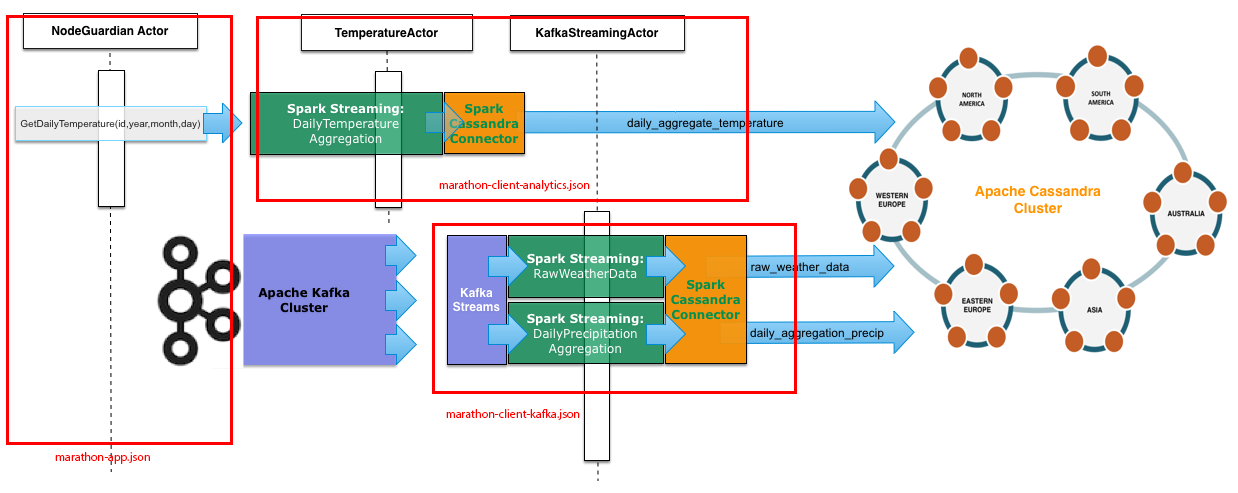 NodeGuardian Actor
TemperatureActor
KafkaStreamingActor
GetDailyTemperature(id,year,month,day)
Spark Streaming:
DailyTemperature
Aggregation
Spark
Cassandra
Connector
daily_aggregate_temperature
marathon-client-analytics.json
NORTH
AMERICA
SOUTH
AMERICA
WESTERN
EUROPE
Apache Cassandra
Cluster
AUSTRALIA
EASTERN
EUROPE
ASIA
Apache Kafka
Cluster
Kafka
Streams
Spark Streaming:
RawWeatherData
Spark Streaming:
DailyPrecipitation
Aggregation
Spark
Cassandra
Connector
raw_weather_data
daily_aggregation_precip
marathon-client-kafka.json
marathon-app.json